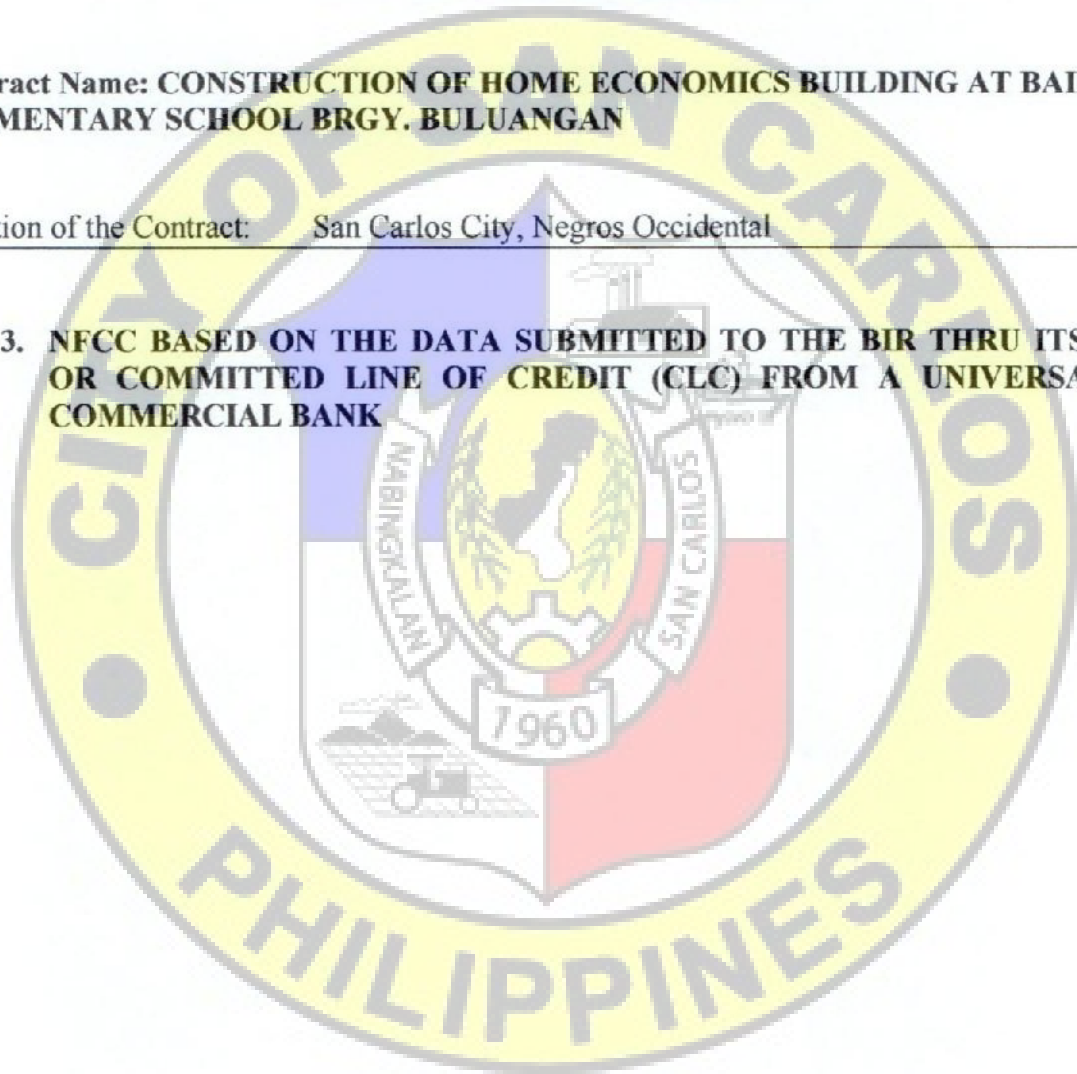 ract Name: CONSTRUCTION OF HOME ECONOMICS BUILDING AT BAI
MENTARY SCHOOL BRGY. BULUANGAN
tion of the Contract: San Carlos City, Negros Occidental
3. NFCC BASED ON THE DATA SUBMITTED TO THE BIR THRU ITS
OR COMMITTED LINE OF CREDIT (CLC) FROM A UNIVERSA
COMMERCIAL BANK
CITY OF SAN CARLOS
NABINGKALAN
SAN CARLOS
1960
PHILIPPINES